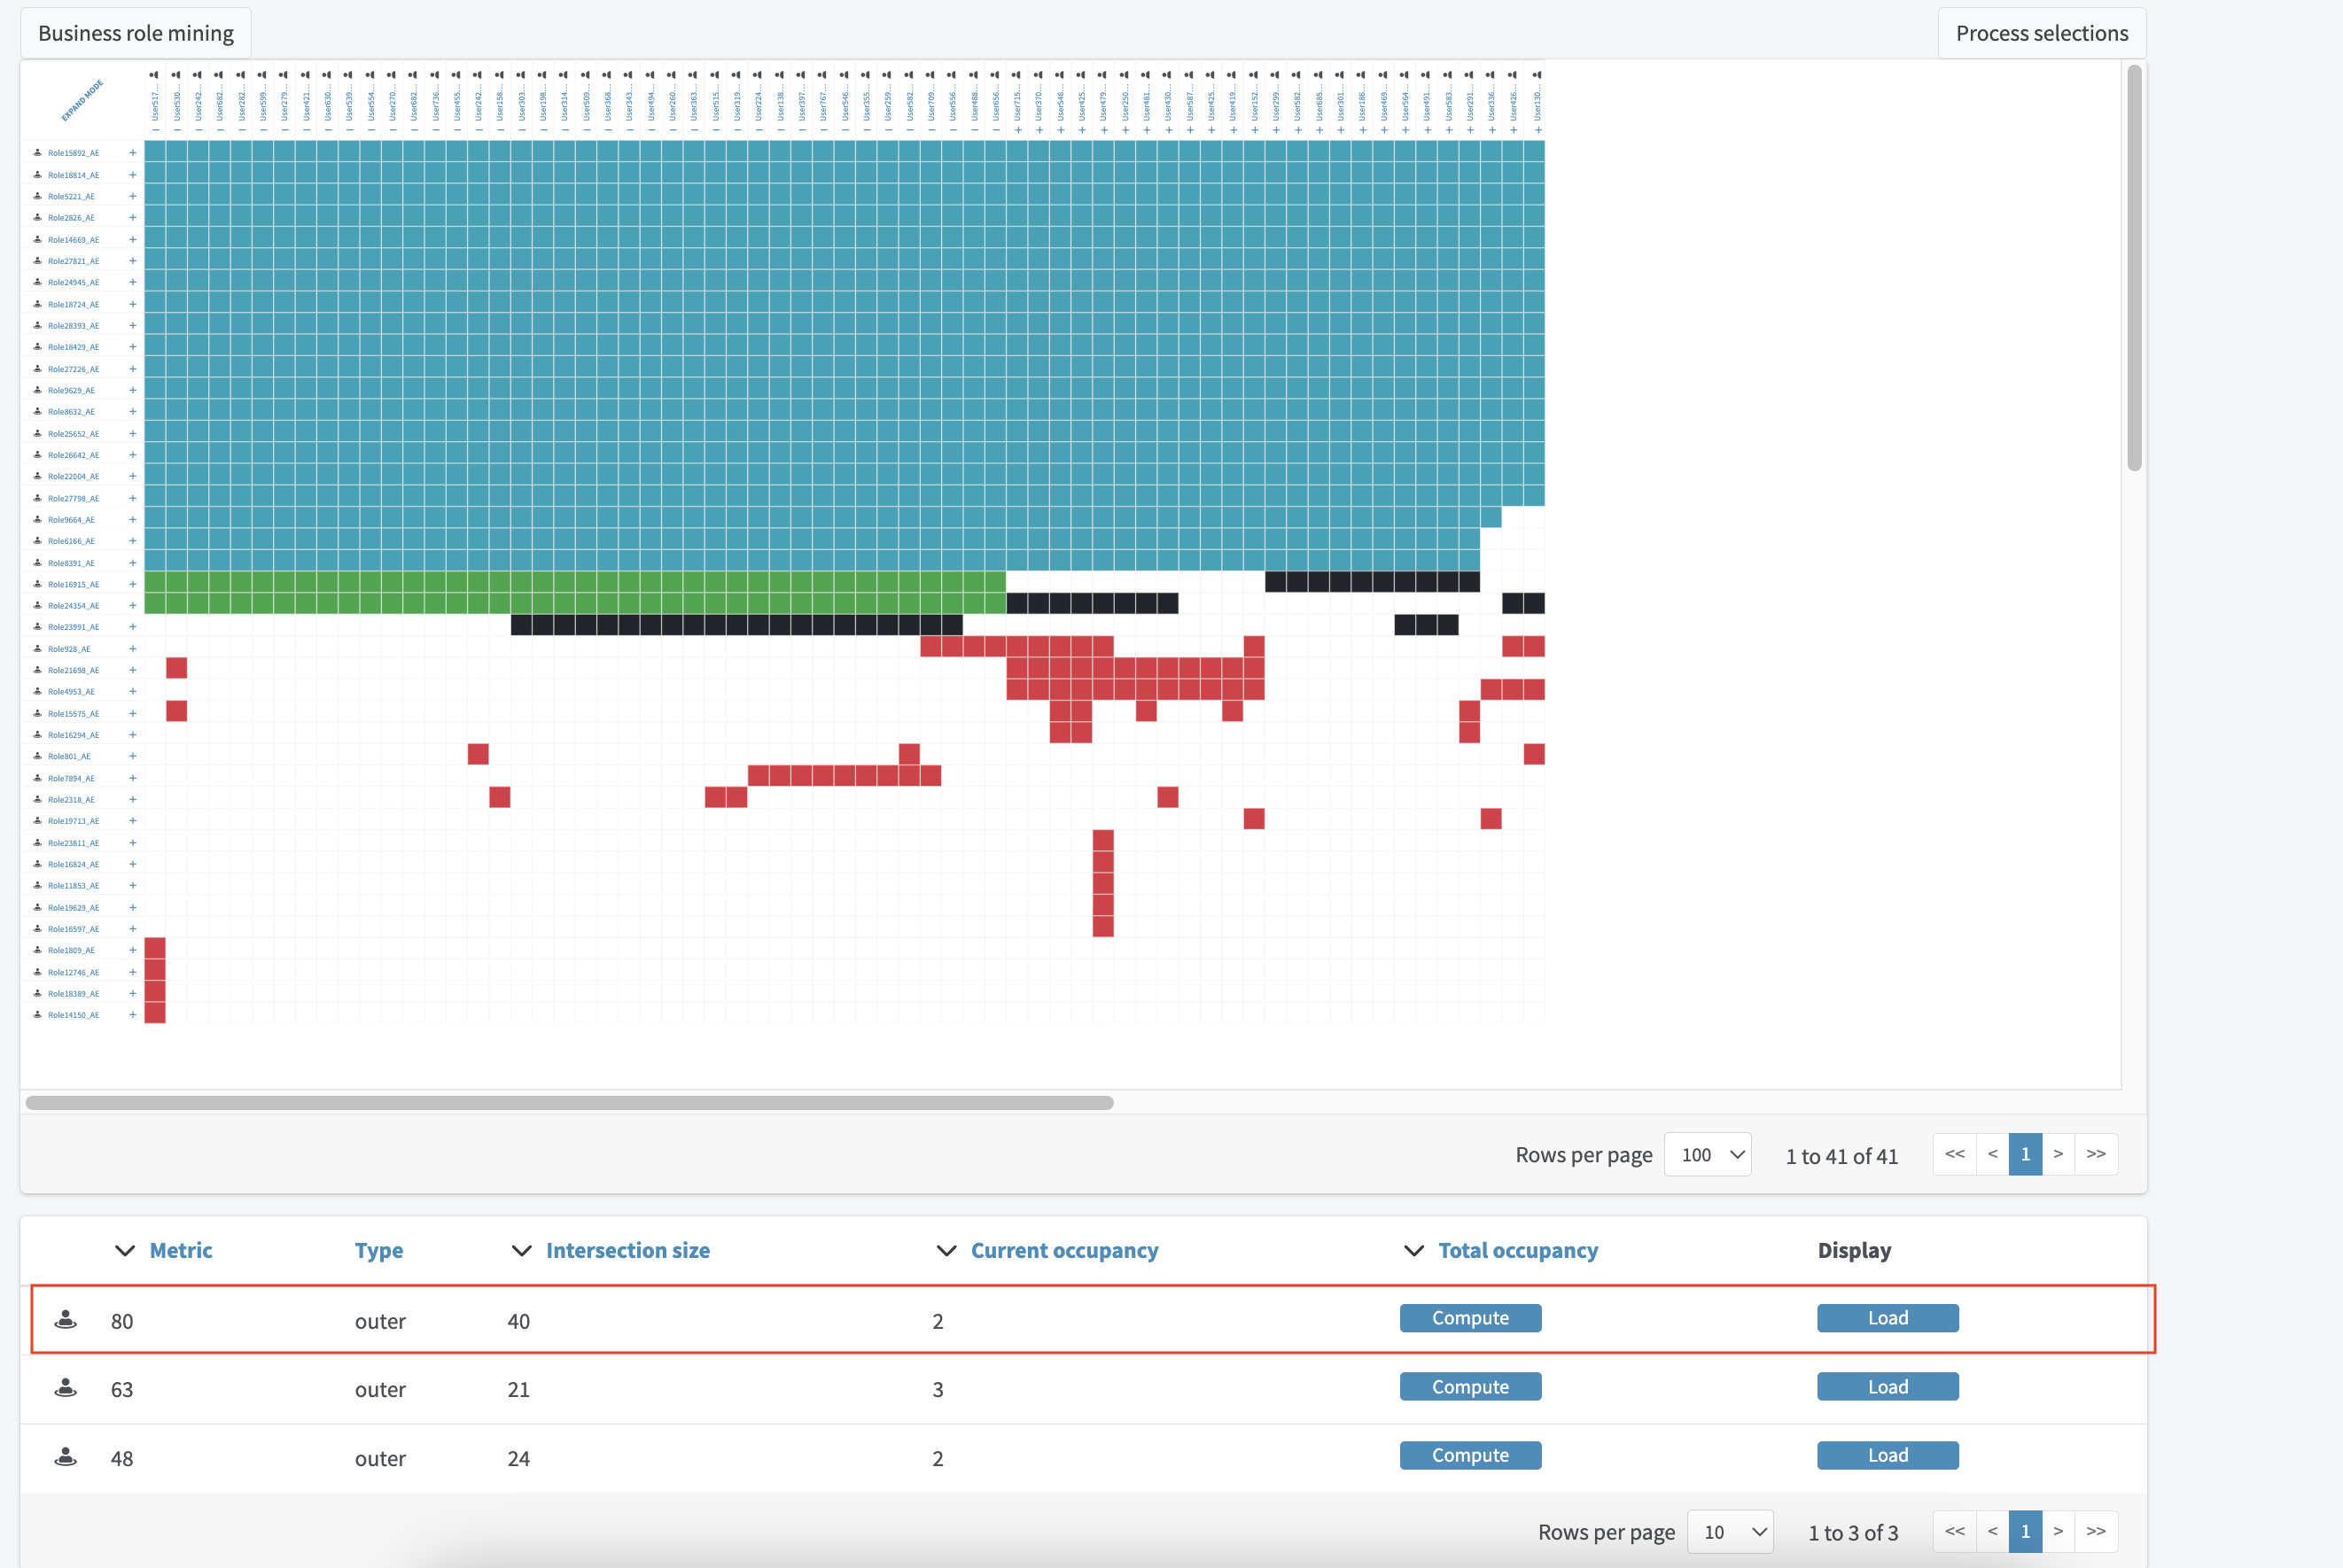 Business role mining
Process selections
EXPAND MODE
User517... User530... User242... User682... User282... User599... User279... User421... User630... User539... User554... User270... User682... User736... User455... User242... User158... User303... User198... User314... User509... User368... User343... User494... User260... User363... User515... User319... User224... User138... User397... User767... User546... User355... User259... User582... User709... User556... User488... User656... User715... User370... User546... User425... User479... User250... User481... User430... User587... User425... User419... User152... User299... User582... User685... User301... User186... User469... User564... User491... User583... User291... User336... User426... User130...
Role15892_AE +
Role18814_AE +
Role5221_AE +
Role2826_AE +
Role14669_AE +
Role27821_AE +
Role24945_AE +
Role18724_AE +
Role28393_AE +
Role18429_AE +
Role27226_AE +
Role9629_AE +
Role8632_AE +
Role25652_AE +
Role26642_AE +
Role22004_AE +
Role27798_AE +
Role9664_AE +
Role6166_AE +
Role8391_AE +
Role16915_AE +
Role24354_AE +
Role23991_AE +
Role928_AE +
Role21698_AE +
Role4953_AE +
Role15575_AE +
Role16294_AE +
Role801_AE +
Role7894_AE +
Role2318_AE +
Role19713_AE +
Role23811_AE +
Role16824_AE +
Role11853_AE +
Role19629_AE +
Role16597_AE +
Role1809_AE +
Role12746_AE +
Role18389_AE +
Role14150_AE +
Rows per page 100 1 to 41 of 41 << < 1 > >>
Metric Type Intersection size Current occupancy Total occupancy Display
80 outer 40 2 Compute Load
63 outer 21 3 Compute Load
48 outer 24 2 Compute Load
Rows per page 10 1 to 3 of 3 << < 1 > >>